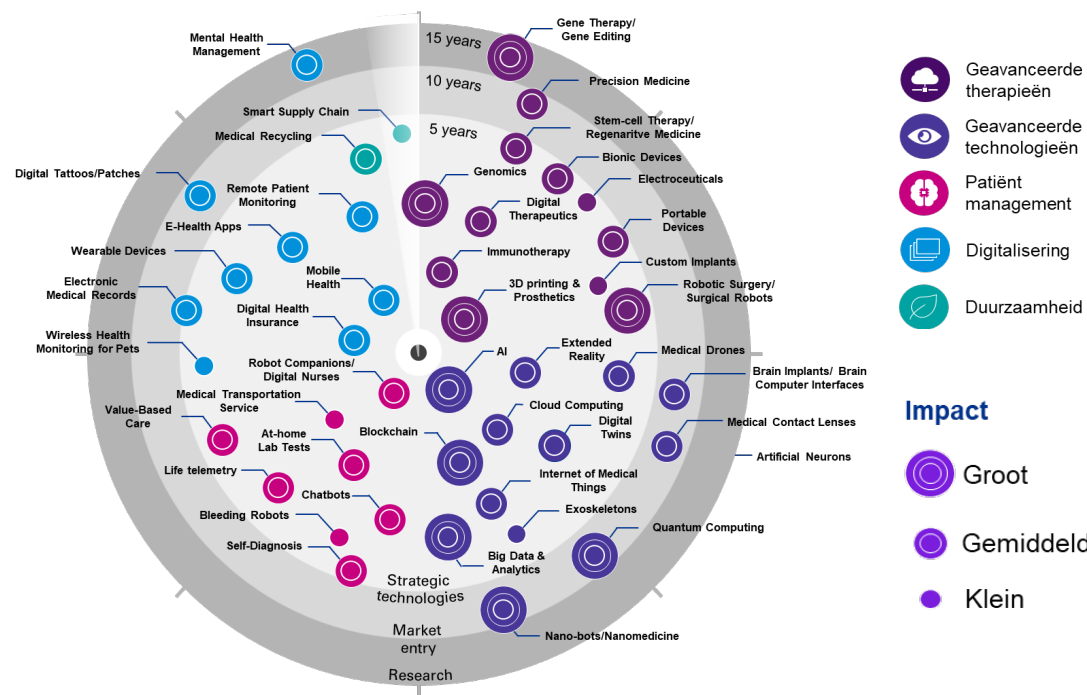 Mental Health
Management
15 years
Gene Therapy/
Gene Editing
10 years
Precision Medicine
Smart Supply Chain
5 years
Stem-cell Therapy/
Regenaritve Medicine
Medical Recycling
Bionic Devices
Genomics
Electroceuticals
Digital Tattoos/Patches
Remote Patient
Monitoring
Digital
Therapeutics
Portable
Devices
E-Health Apps
Wearable Devices
Immunotherapy
Custom Implants
Electronic
Medical Records
Mobile
Health
3D printing &
Prosthetics
Robotic Surgery/
Surgical Robots
Digital Health
Insurance
Wireless Health
Monitoring for Pets
AI
Extended
Reality
Medical Drones
Robot Companions/
Digital Nurses
Brain Implants/ Brain
Computer Interfaces
Medical Transportation
Service
Value-Based
Care
Cloud Computing
Blockchain
Digital
Twins
Medical Contact Lenses
At-home
Lab Tests
Artificial Neurons
Life telemetry
Internet of Medical
Things
Chatbots
Bleeding Robots
Exoskeletons
Quantum Computing
Self-Diagnosis
Big Data &
Analytics
Strategic
technologies
Market
entry
Nano-bots/Nanomedicine
Research
Geavanceerde
therapieën
Geavanceerde
technologieën
Patiënt
management
Digitalisering
Duurzaamheid
Impact
Groot
Gemiddeld
Klein